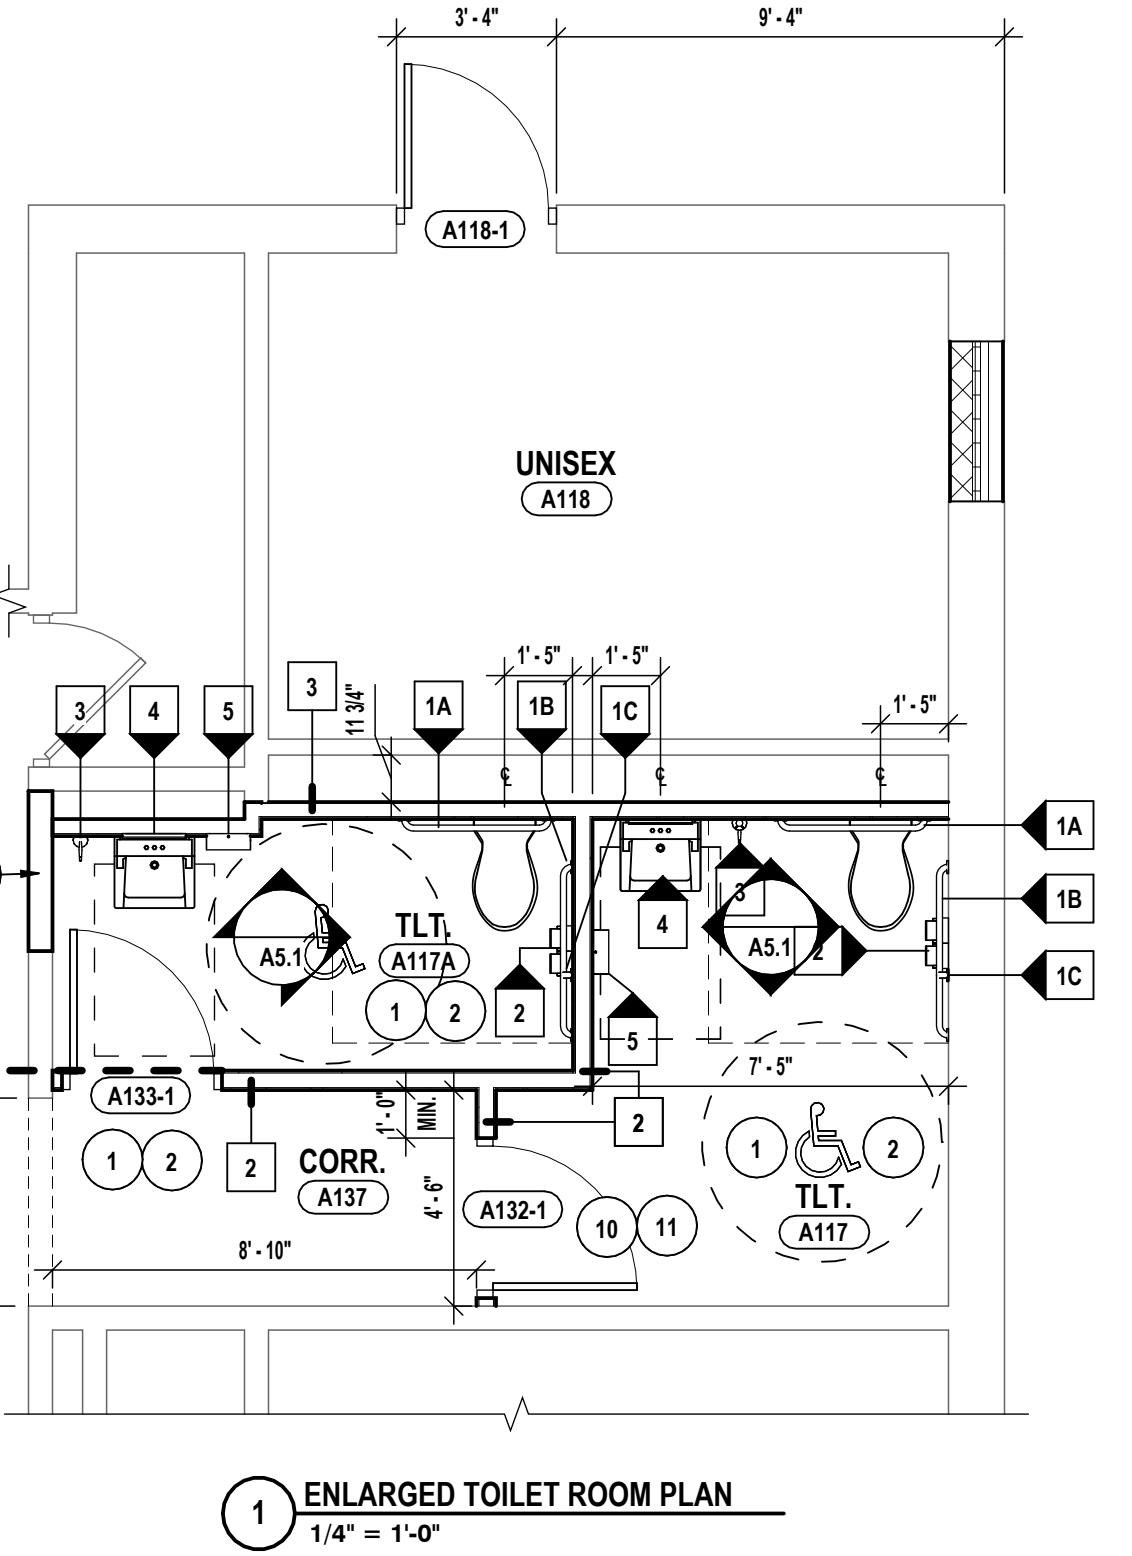 3' - 4" 9' - 4"
A118-1
UNISEX
A118
1' - 5" 1' - 5"
3 4 5 3 11 3/4" 1A 1B 1C 1' - 5"
℄ ℄ ℄
1A
3
4
1B
TLT.
A5.1 A117A
A5.1 2
1C
1 2 2
5
7' - 5"
A133-1
1' - 0" MIN.
2
1 2 2
CORR.
A137
1 2
TLT.
A117
4' - 6"
A132-1
10 11
8' - 10"
1 ENLARGED TOILET ROOM PLAN
1/4" = 1'-0"